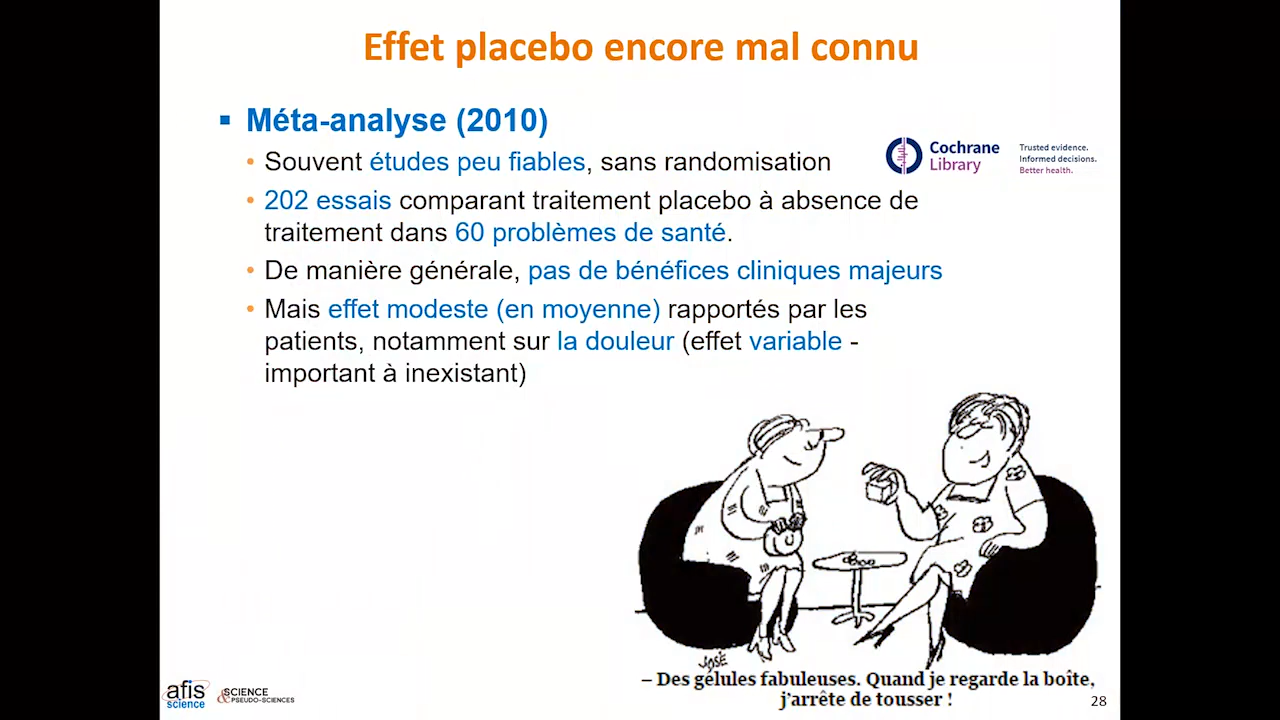 Effet placebo encore mal connu
▪ Méta-analyse (2010)
• Souvent études peu fiables, sans randomisation
Cochrane
Library
Trusted evidence.
Informed decisions.
Better health.
• 202 essais comparant traitement placebo à absence de
traitement dans 60 problèmes de santé.
• De manière générale, pas de bénéfices cliniques majeurs
• Mais effet modeste (en moyenne) rapportés par les
patients, notamment sur la douleur (effet variable -
important à inexistant)
JOSÉ
– Des gélules fabuleuses. Quand je regarde la boîte,
j'arrête de tousser !
afis
science
SCIENCE
& PSEUDO-SCIENCES
28